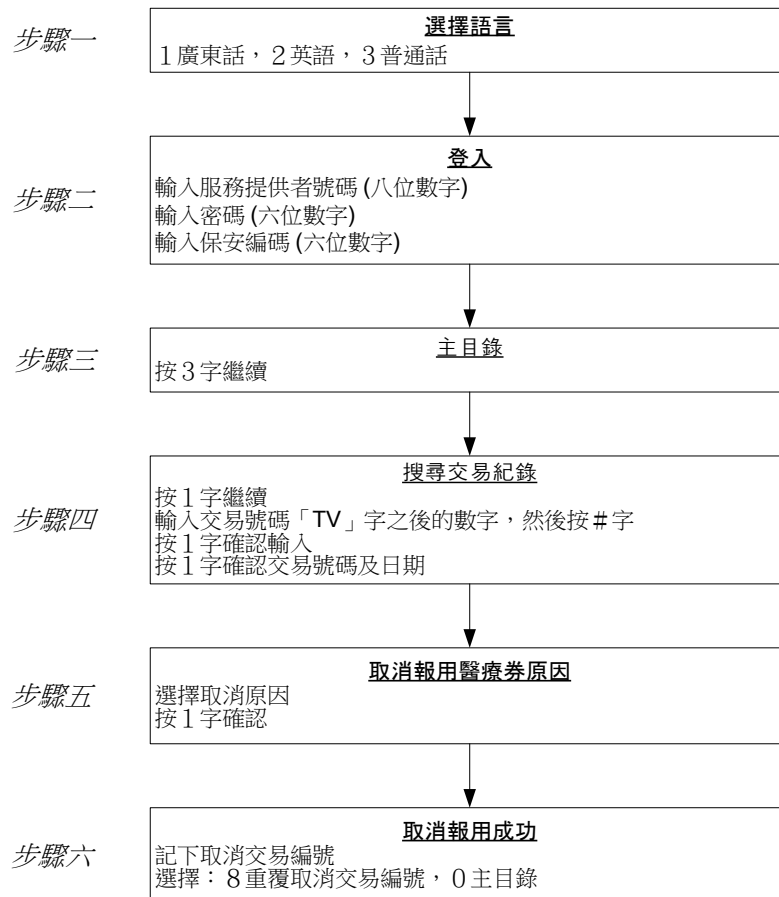 步驟一
選擇語言
１廣東話，２英語，３普通話
步驟二
登入
輸入服務提供者號碼 (八位數字)
輸入密碼 (六位數字)
輸入保安編碼 (六位數字)
步驟三
主目錄
按３字繼續
步驟四
搜尋交易紀錄
按１字繼續
輸入交易號碼「TV」字之後的數字，然後按＃字
按１字確認輸入
按１字確認交易號碼及日期
步驟五
取消報用醫療券原因
選擇取消原因
按１字確認
步驟六
取消報用成功
記下取消交易編號
選擇：８重覆取消交易編號，０主目錄